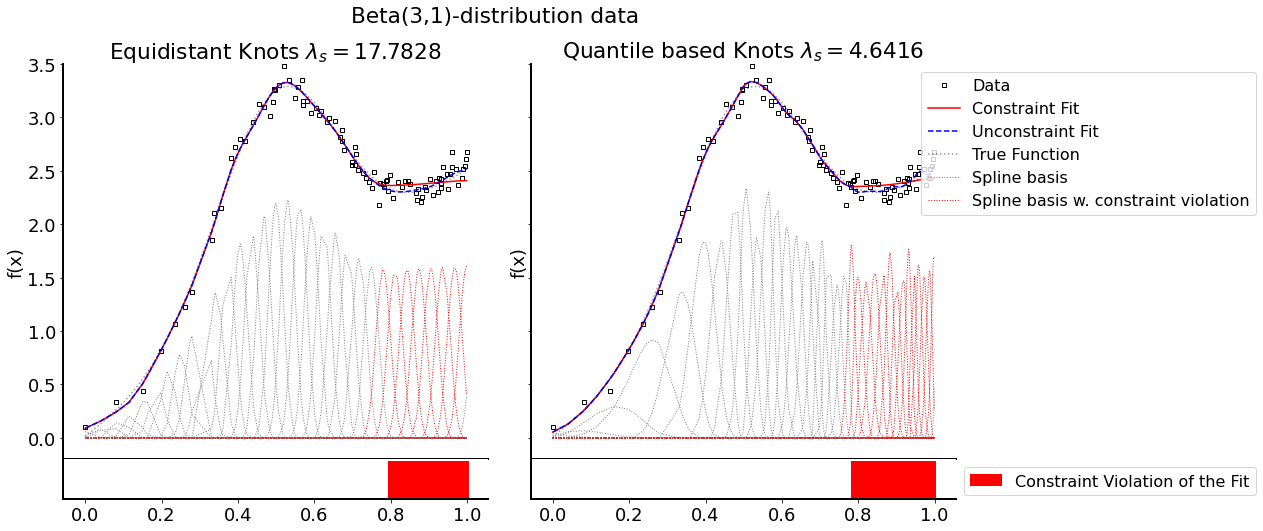 Beta(3,1)-distribution data
Equidistant Knots λ_s = 17.7828
Quantile based Knots λ_s = 4.6416
3.5
3.0
2.5
2.0
1.5
1.0
0.5
0.0
f(x)
f(x)
Data
Constraint Fit
Unconstraint Fit
True Function
Spline basis
Spline basis w. constraint violation
Constraint Violation of the Fit
0.0 0.2 0.4 0.6 0.8 1.0
0.0 0.2 0.4 0.6 0.8 1.0